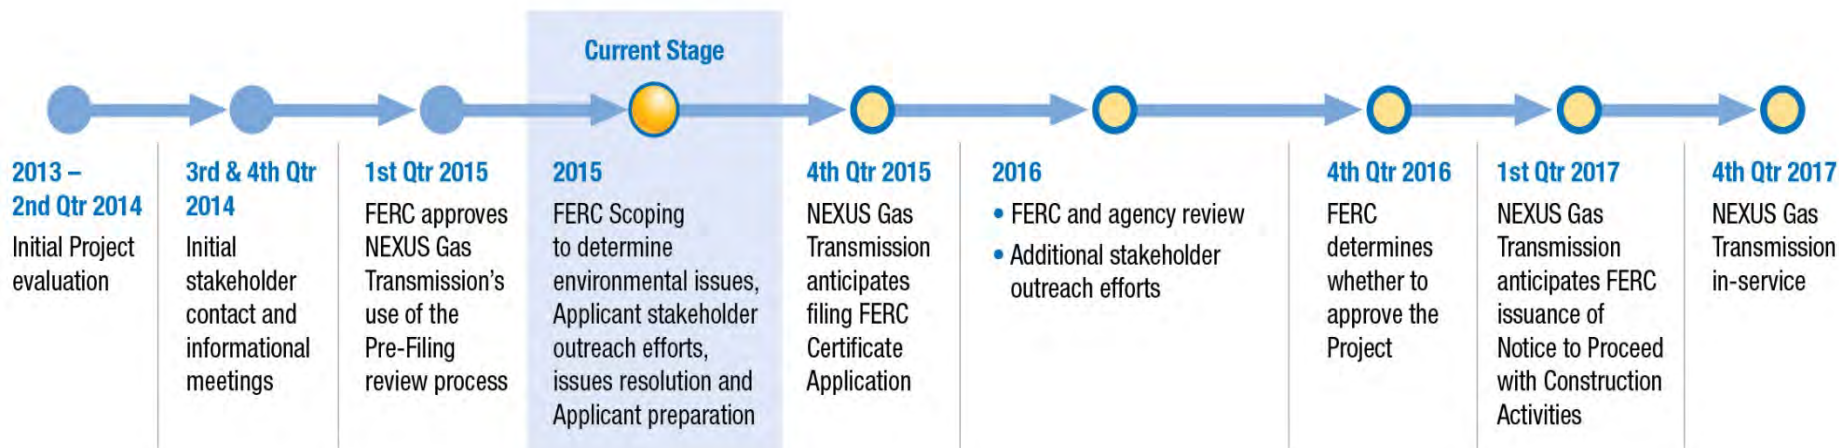 Current Stage
2013 –
2nd Qtr 2014
Initial Project
evaluation
3rd & 4th Qtr
2014
Initial
stakeholder
contact and
informational
meetings
1st Qtr 2015
FERC approves
NEXUS Gas
Transmission's
use of the
Pre-Filing
review process
2015
FERC Scoping
to determine
environmental issues,
Applicant stakeholder
outreach efforts,
issues resolution and
Applicant preparation
4th Qtr 2015
NEXUS Gas
Transmission
anticipates
filing FERC
Certificate
Application
2016
• FERC and agency review
• Additional stakeholder
outreach efforts
4th Qtr 2016
FERC
determines
whether to
approve the
Project
1st Qtr 2017
NEXUS Gas
Transmission
anticipates FERC
issuance of
Notice to Proceed
with Construction
Activities
4th Qtr 2017
NEXUS Gas
Transmission
in-service